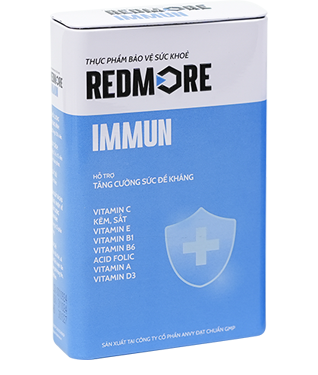 THỰC PHẨM BẢO VỆ SỨC KHOẺ
REDMORE
IMMUN
HỖ TRỢ
TĂNG CƯỜNG SỨC ĐỀ KHÁNG
VITAMIN C
KẼM, SẮT
VITAMIN E
VITAMIN B1
VITAMIN B6
ACID FOLIC
VITAMIN A
VITAMIN D3
SẢN XUẤT TẠI CÔNG TY CỔ PHẦN ANVY ĐẠT CHUẨN GMP